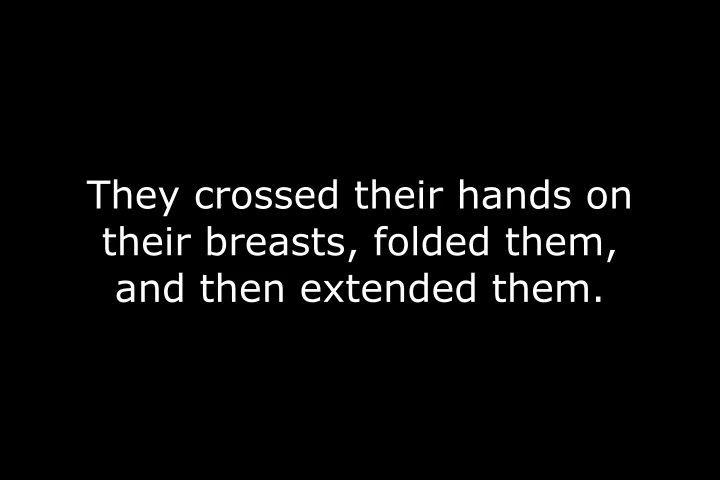 They crossed their hands on
their breasts, folded them,
and then extended them.